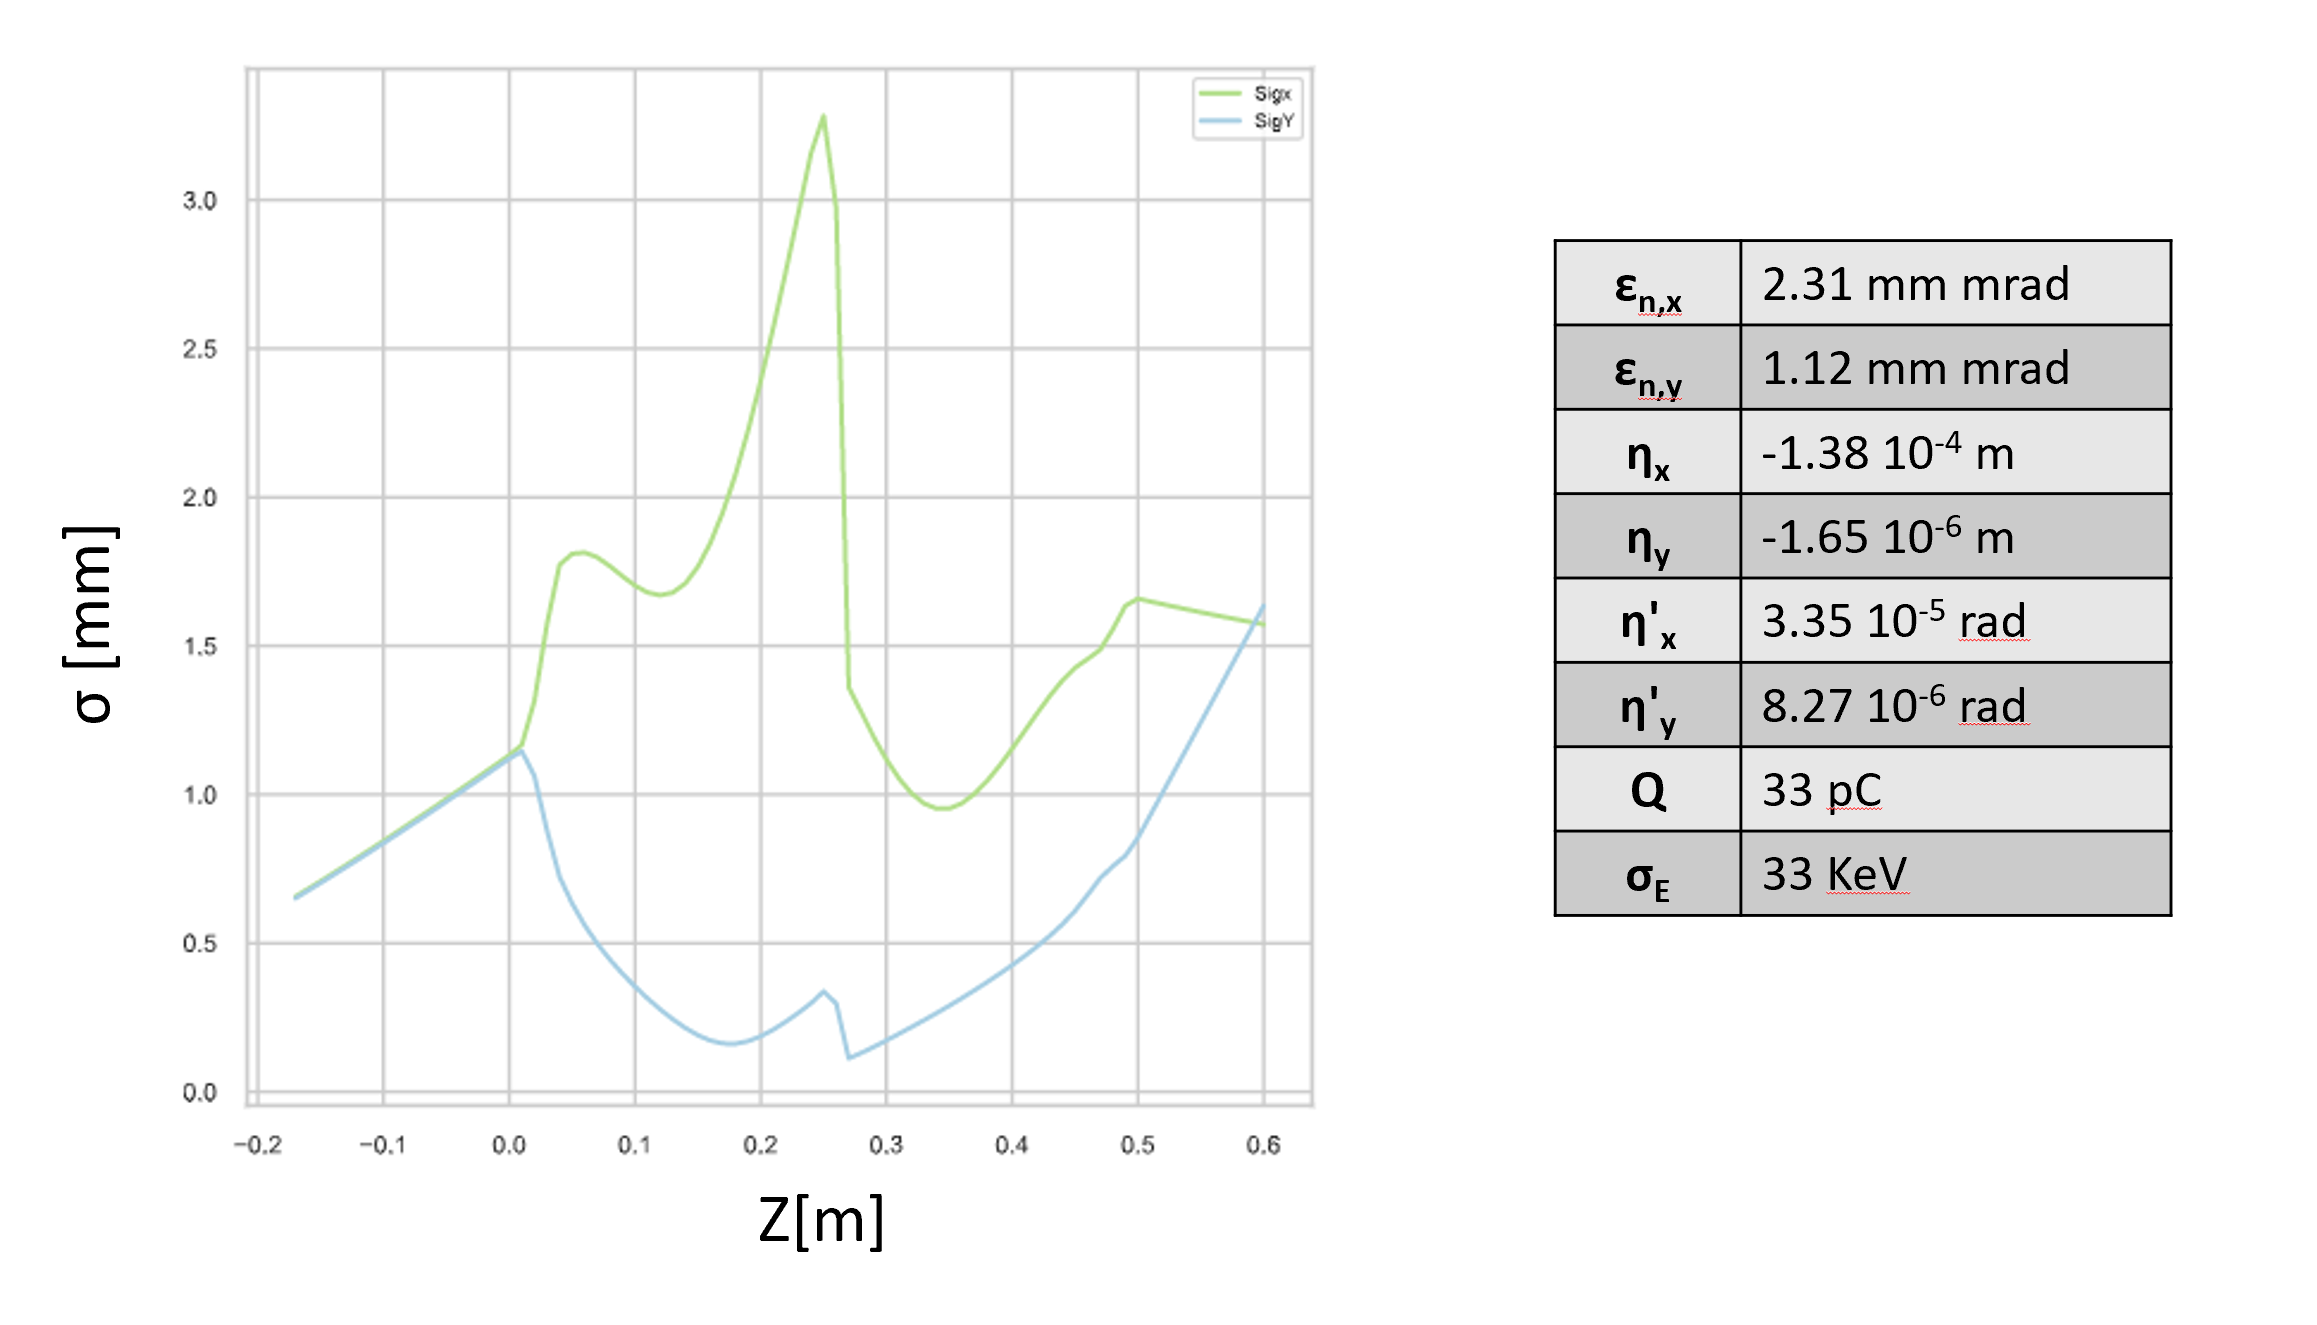 Sigx
SigY
3.0
2.5
2.0
1.5
1.0
0.5
0.0
σ [mm]
−0.2 −0.1 0.0 0.1 0.2 0.3 0.4 0.5 0.6
Z[m]
εn,x 2.31 mm mrad
εn,y 1.12 mm mrad
ηx -1.38 10-4 m
ηy -1.65 10-6 m
η'x 3.35 10-5 rad
η'y 8.27 10-6 rad
Q 33 pC
σE 33 KeV